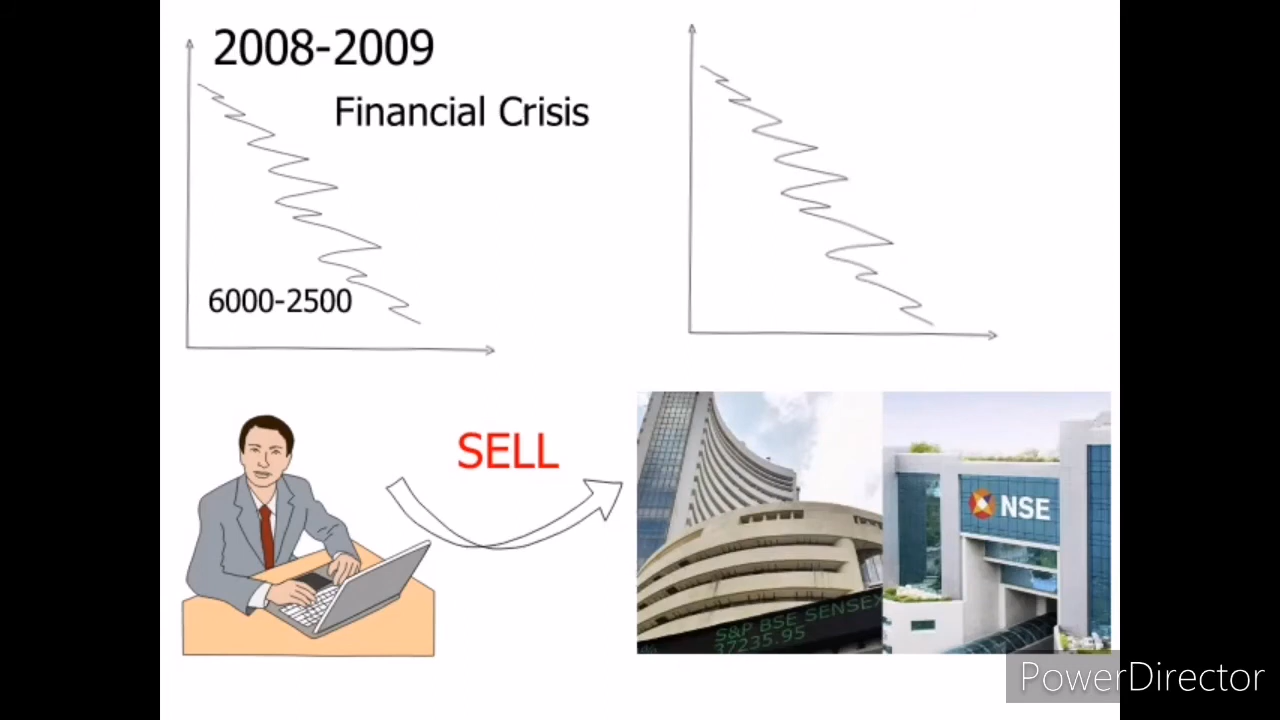 2008-2009
Financial Crisis
6000-2500
SELL
NSE
S&P BSE SENSEX
37235.95
PowerDirector